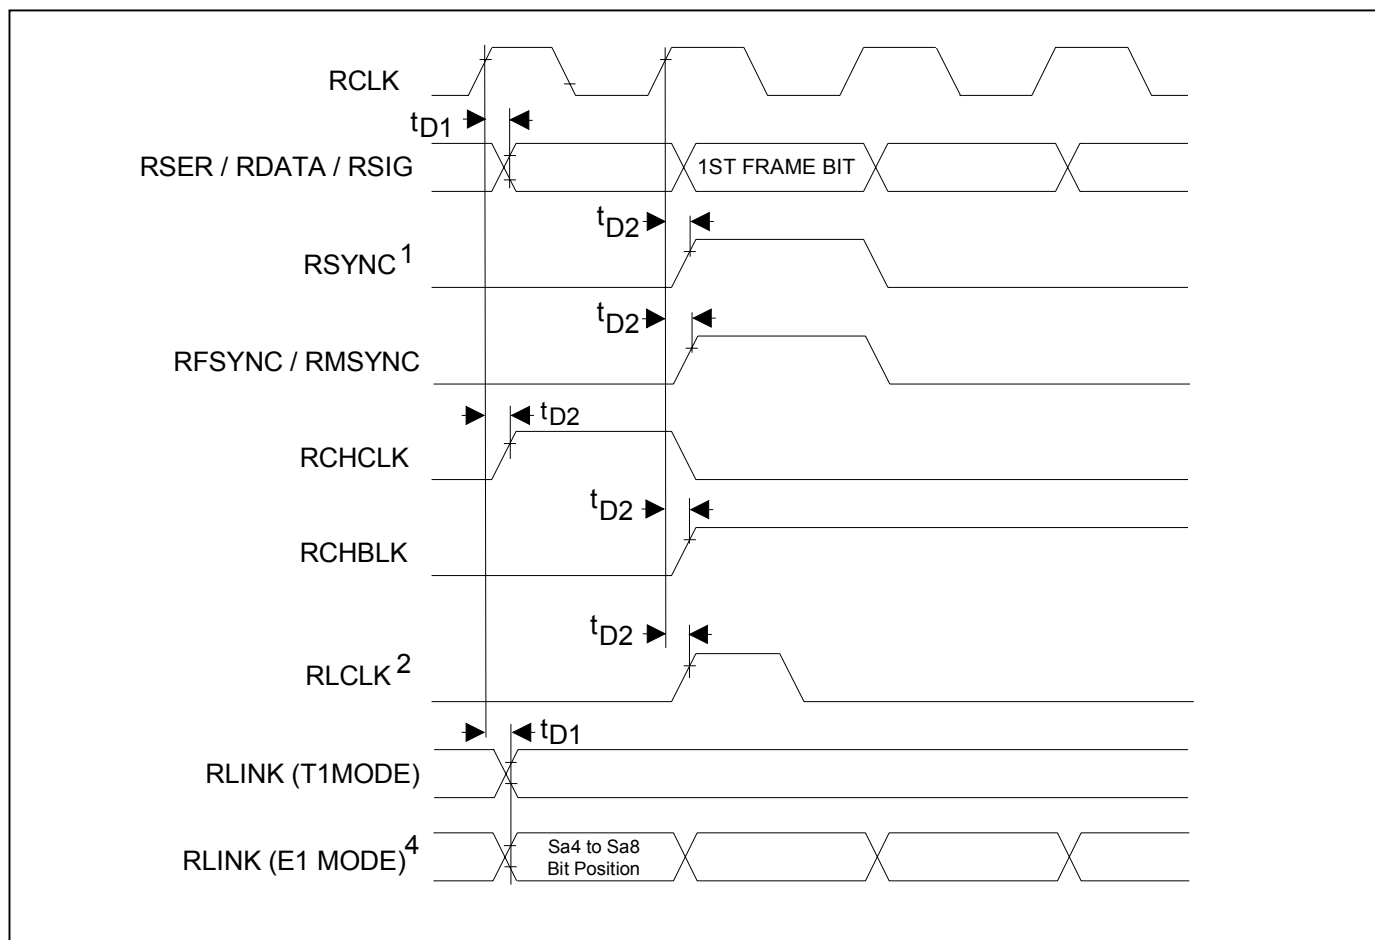 RCLK
tD1
RSER / RDATA / RSIG
1ST FRAME BIT
tD2
RSYNC1
tD2
RFSYNC / RMSYNC
tD2
RCHCLK
tD2
RCHBLK
tD2
RLCLK2
tD1
RLINK (T1MODE)
RLINK (E1 MODE)4
Sa4 to Sa8
Bit Position